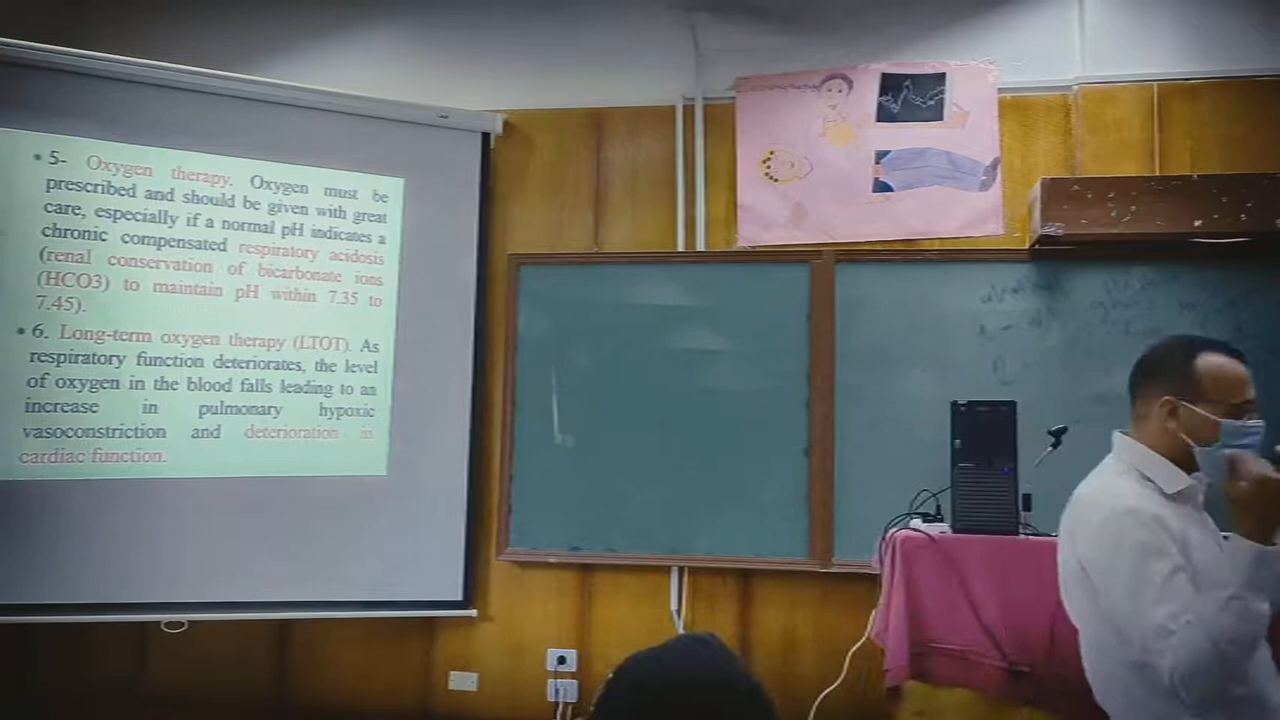 • 5- Oxygen therapy. Oxygen must be
prescribed and should be given with great
care, especially if a normal pH indicates a
chronic compensated respiratory acidosis
(renal conservation of bicarbonate ions
(HCO3) to maintain pH within 7.35 to
7.45).
• 6. Long-term oxygen therapy (LTOT). As
respiratory function deteriorates, the level
of oxygen in the blood falls leading to an
increase in pulmonary hypoxic
vasoconstriction and deterioration in
cardiac function.